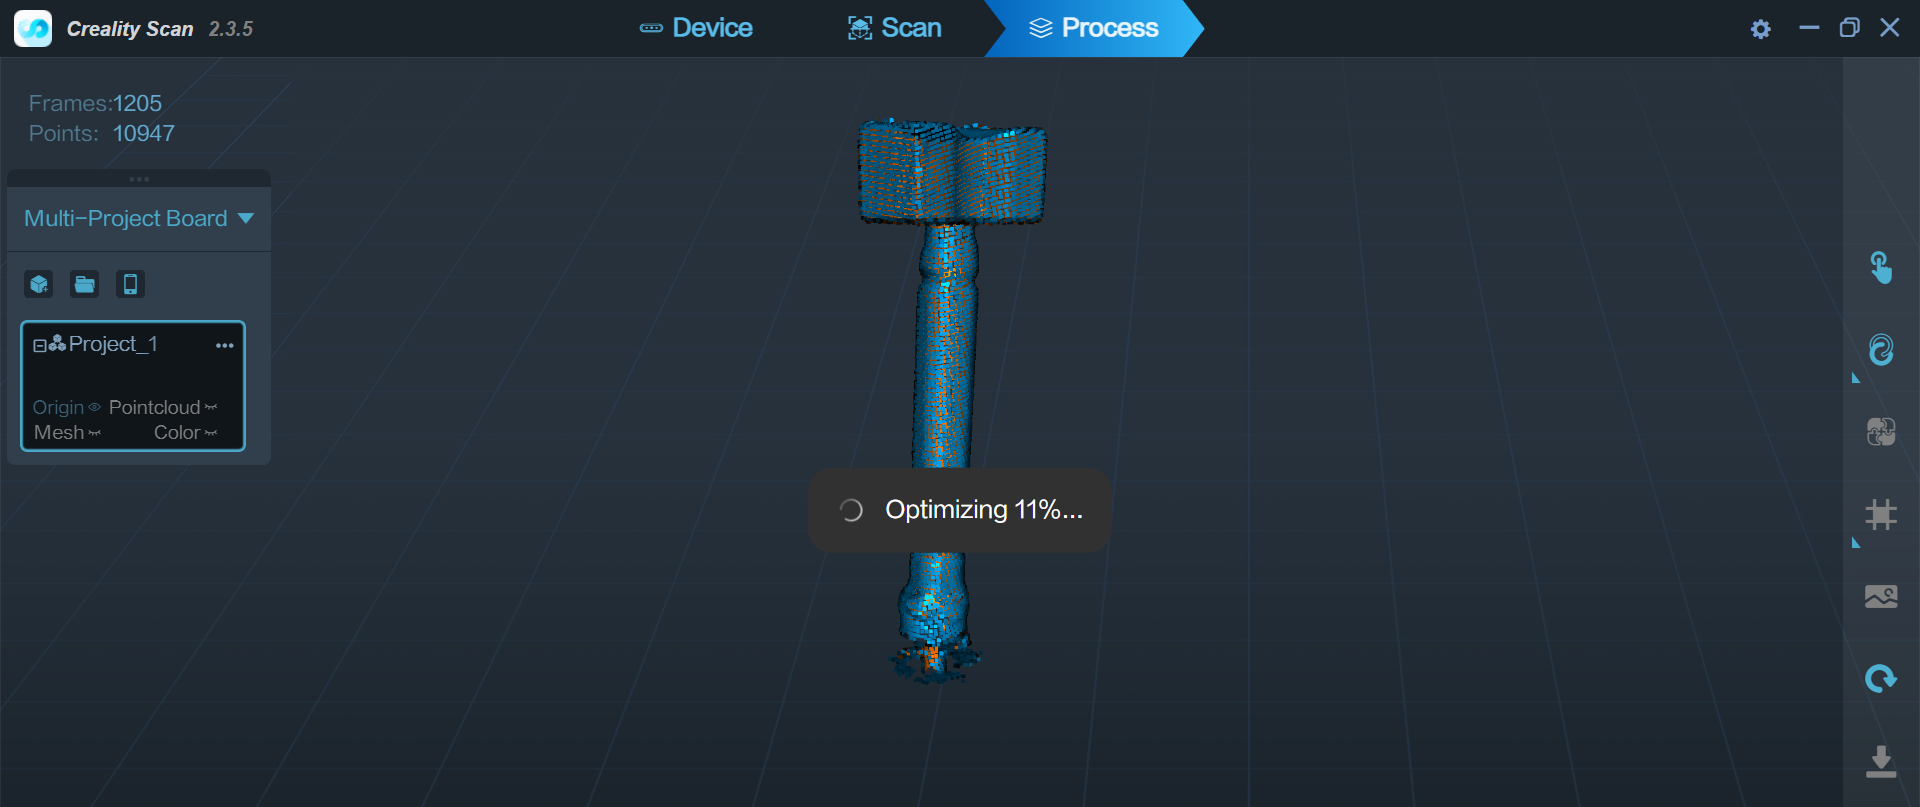 Creality Scan 2.3.5
Device
Scan
Process
Frames:1205
Points: 10947
Multi-Project Board
Project_1
Origin Pointcloud
Mesh Color
Optimizing 11%...